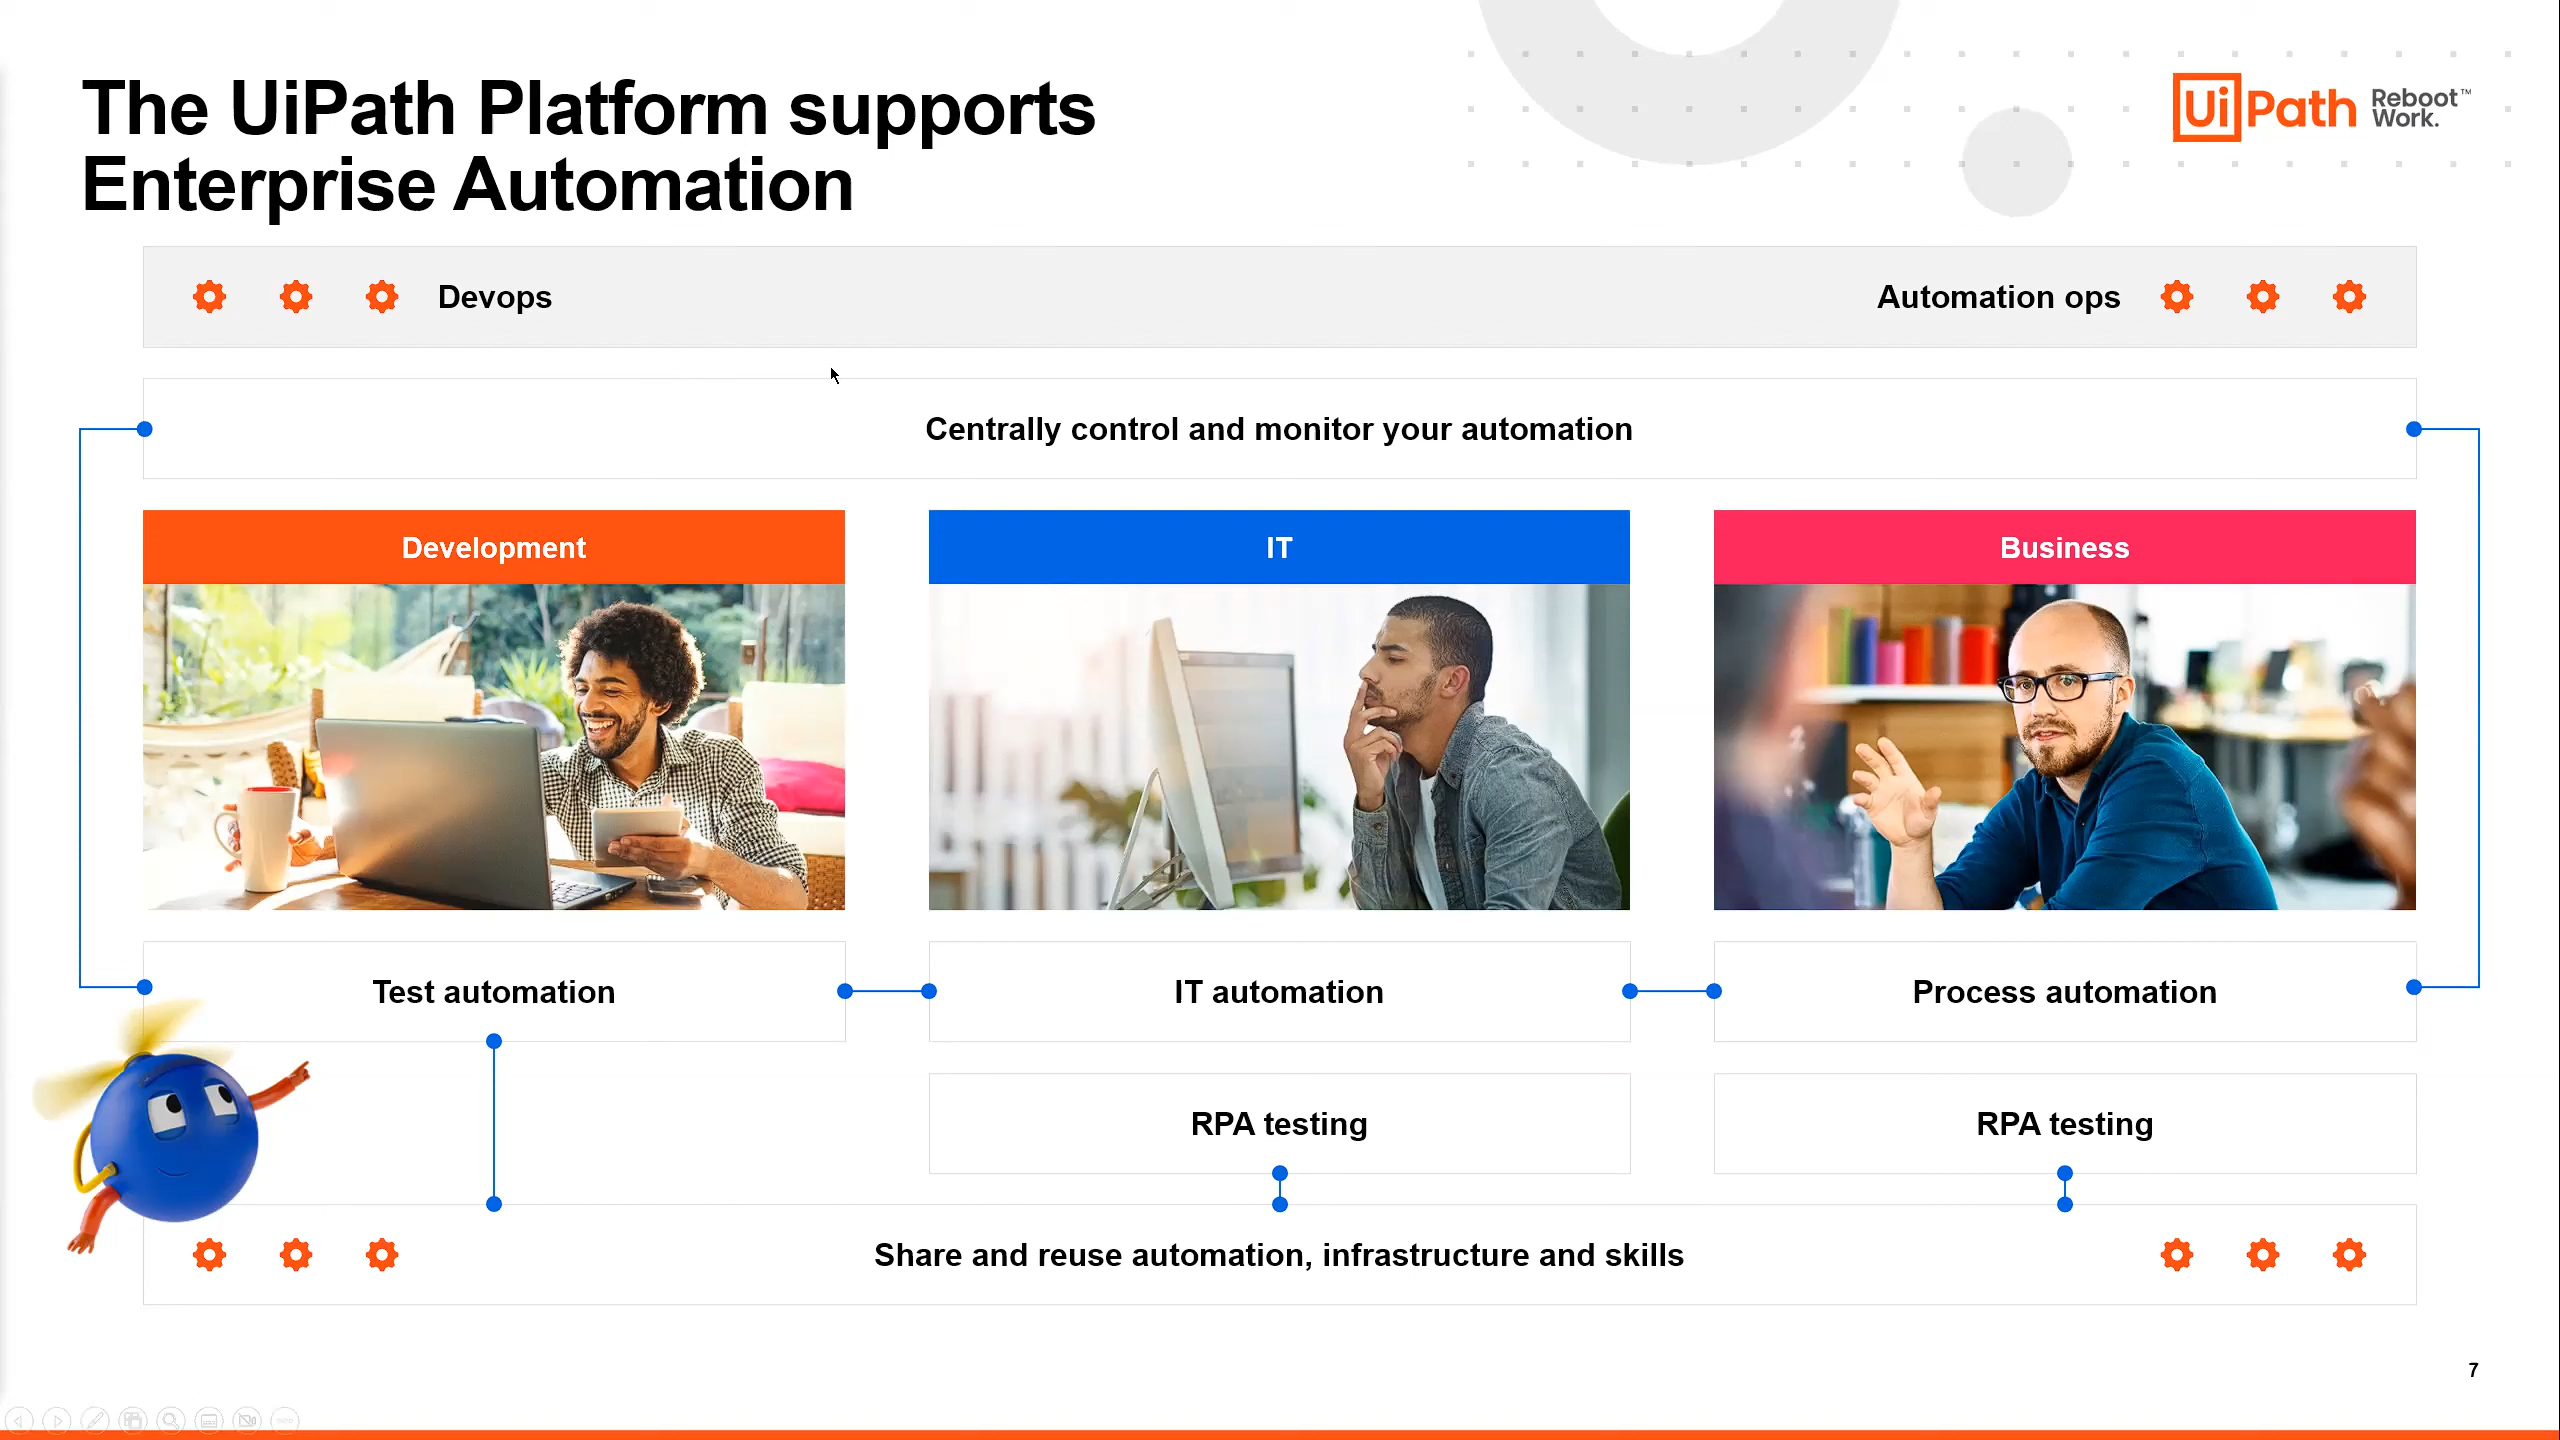 The UiPath Platform supports
Enterprise Automation
UiPath Reboot Work.™
Devops
Automation ops
Centrally control and monitor your automation
Development
IT
Business
Test automation
IT automation
Process automation
RPA testing
RPA testing
Share and reuse automation, infrastructure and skills
7